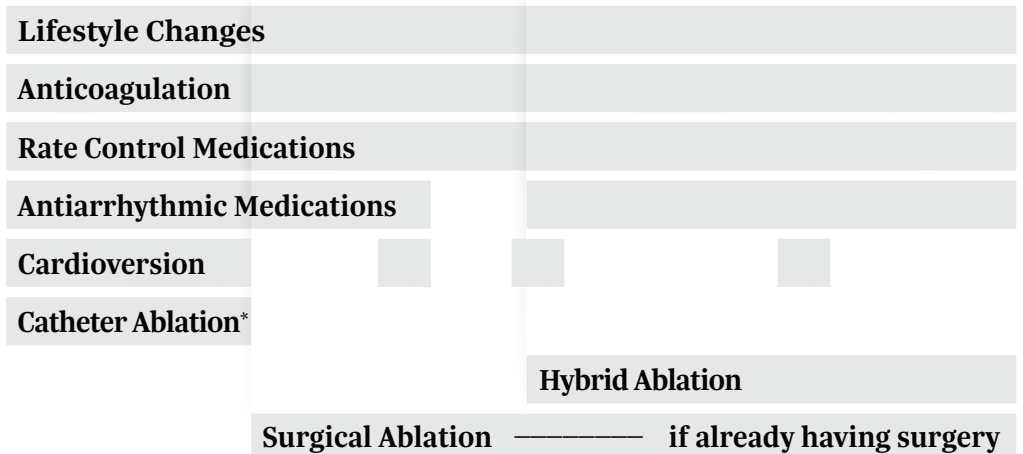 Lifestyle Changes
Anticoagulation
Rate Control Medications
Antiarrhythmic Medications
Cardioversion
Catheter Ablation*
Hybrid Ablation
Surgical Ablation ———————— if already having surgery